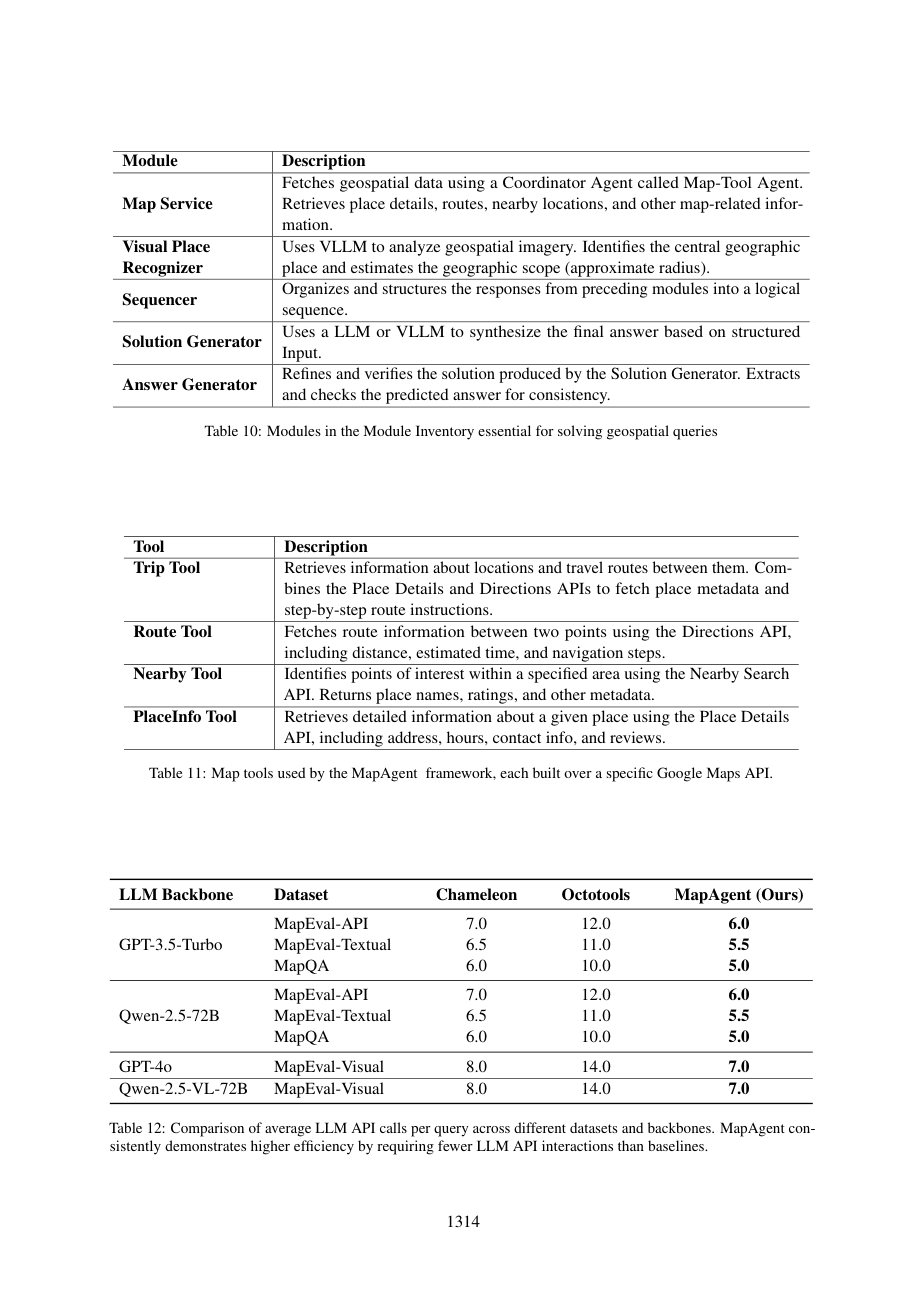 Module Description
Map Service
Fetches geospatial data using a Coordinator Agent called Map-Tool Agent.
Retrieves place details, routes, nearby locations, and other map-related infor-
mation.
Visual Place
Recognizer
Uses VLLM to analyze geospatial imagery. Identifies the central geographic
place and estimates the geographic scope (approximate radius).
Sequencer
Organizes and structures the responses from preceding modules into a logical
sequence.
Solution Generator
Uses a LLM or VLLM to synthesize the final answer based on structured
Input.
Answer Generator
Refines and verifies the solution produced by the Solution Generator. Extracts
and checks the predicted answer for consistency.
Table 10: Modules in the Module Inventory essential for solving geospatial queries
Tool Description
Trip Tool
Retrieves information about locations and travel routes between them. Com-
bines the Place Details and Directions APIs to fetch place metadata and
step-by-step route instructions.
Route Tool
Fetches route information between two points using the Directions API,
including distance, estimated time, and navigation steps.
Nearby Tool
Identifies points of interest within a specified area using the Nearby Search
API. Returns place names, ratings, and other metadata.
PlaceInfo Tool
Retrieves detailed information about a given place using the Place Details
API, including address, hours, contact info, and reviews.
Table 11: Map tools used by the MapAgent framework, each built over a specific Google Maps API.
LLM Backbone Dataset Chameleon Octotools MapAgent (Ours)
MapEval-API 7.0 12.0 6.0
GPT-3.5-Turbo MapEval-Textual 6.5 11.0 5.5
MapQA 6.0 10.0 5.0
MapEval-API 7.0 12.0 6.0
Qwen-2.5-72B MapEval-Textual 6.5 11.0 5.5
MapQA 6.0 10.0 5.0
GPT-4o MapEval-Visual 8.0 14.0 7.0
Qwen-2.5-VL-72B MapEval-Visual 8.0 14.0 7.0
Table 12: Comparison of average LLM API calls per query across different datasets and backbones. MapAgent con-
sistently demonstrates higher efficiency by requiring fewer LLM API interactions than baselines.
1314